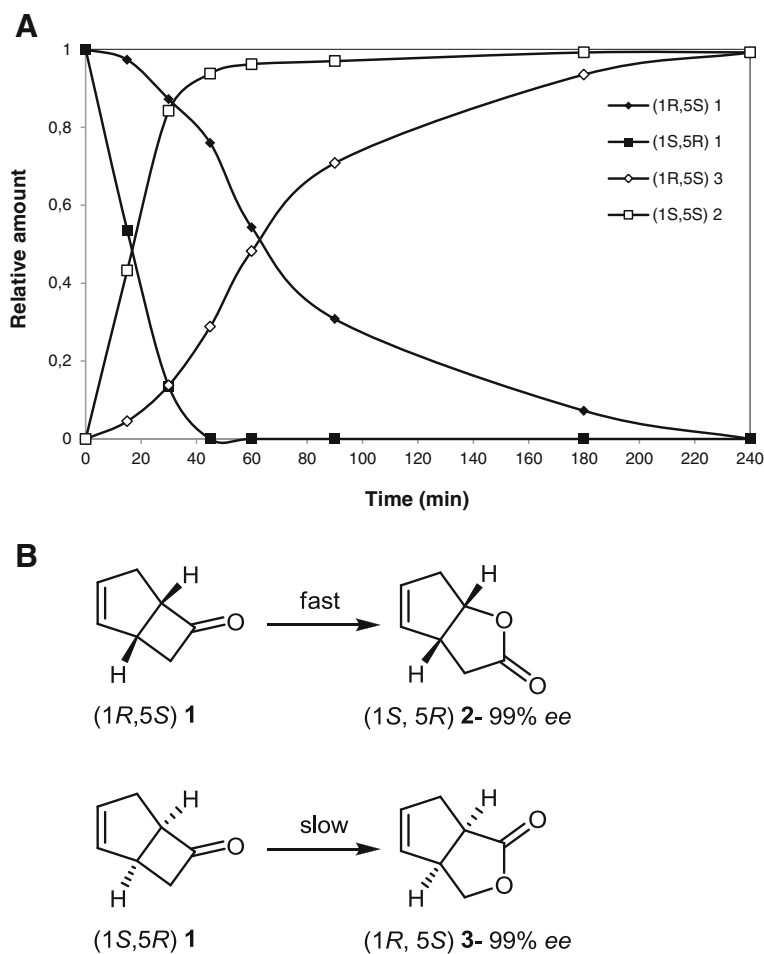 A
Relative amount
1
0,8
0,6
0,4
0,2
0
0 20 40 60 80 100 120 140 160 180 200 220 240
Time (min)
(1R,5S) 1
(1S,5R) 1
(1R,5S) 3
(1S,5S) 2
B
H
O
H
fast
H
O
O
H
(1R,5S) 1
(1S, 5R) 2- 99% ee
H
O
H
slow
H
O
O
H
(1S,5R) 1
(1R, 5S) 3- 99% ee